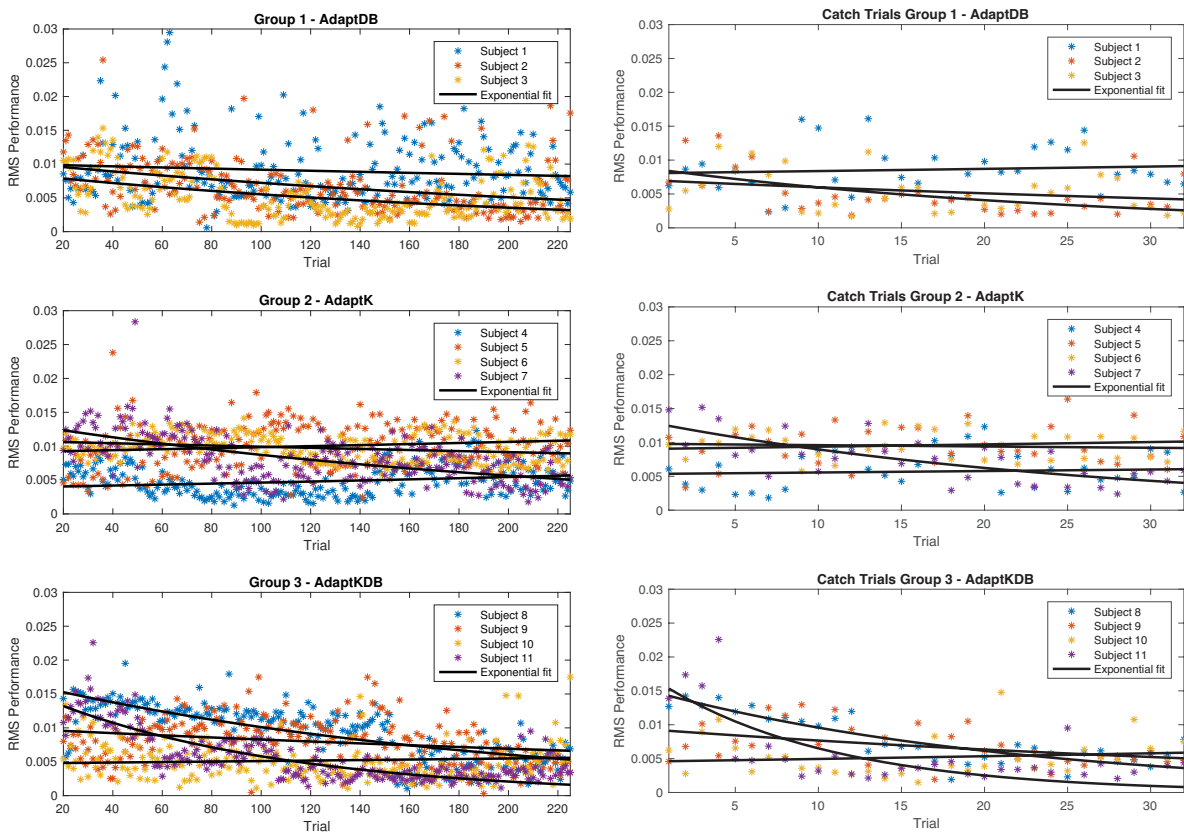 Group 1 - AdaptDB
0.03
0.025
0.02
0.015
0.01
0.005
0
RMS Performance
20 40 60 80 100 120 140 160 180 200 220
Trial
Subject 1
Subject 2
Subject 3
Exponential fit
Catch Trials Group 1 - AdaptDB
0.03
0.025
0.02
0.015
0.01
0.005
0
RMS Performance
5 10 15 20 25 30
Trial
Subject 1
Subject 2
Subject 3
Exponential fit
Group 2 - AdaptK
0.03
0.025
0.02
0.015
0.01
0.005
0
RMS Performance
20 40 60 80 100 120 140 160 180 200 220
Trial
Subject 4
Subject 5
Subject 6
Subject 7
Exponential fit
Catch Trials Group 2 - AdaptK
0.03
0.025
0.02
0.015
0.01
0.005
0
RMS Performance
5 10 15 20 25 30
Trial
Subject 4
Subject 5
Subject 6
Subject 7
Exponential fit
Group 3 - AdaptKDB
0.03
0.025
0.02
0.015
0.01
0.005
0
RMS Performance
20 40 60 80 100 120 140 160 180 200 220
Trial
Subject 8
Subject 9
Subject 10
Subject 11
Exponential fit
Catch Trials Group 3 - AdaptKDB
0.03
0.025
0.02
0.015
0.01
0.005
0
RMS Performance
5 10 15 20 25 30
Trial
Subject 8
Subject 9
Subject 10
Subject 11
Exponential fit